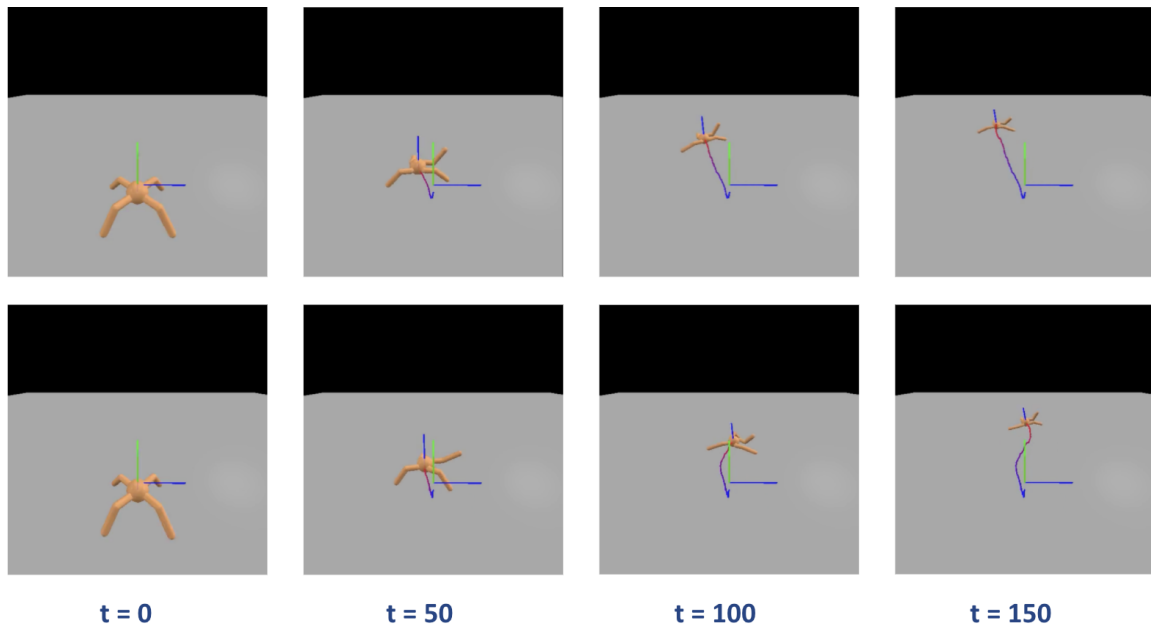 t = 0 t = 50 t = 100 t = 150